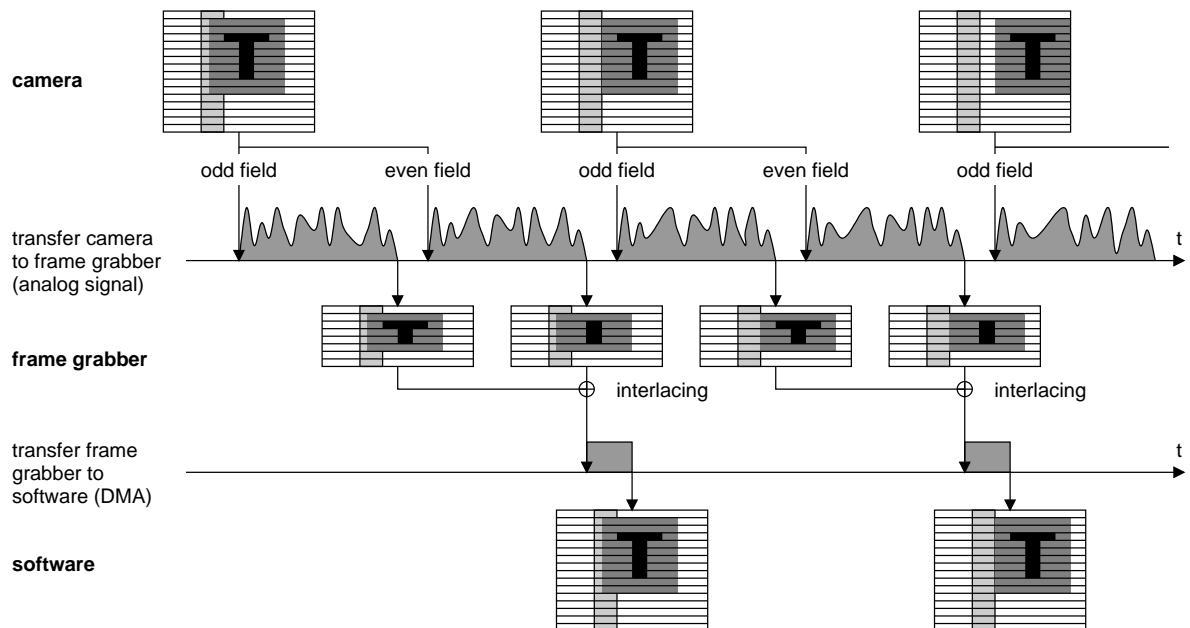 camera
odd field
even field
odd field
even field
odd field
transfer camera
to frame grabber
(analog signal)
t
frame grabber
interlacing
interlacing
transfer frame
grabber to
software (DMA)
t
software
T
T
T
T
T
T
T